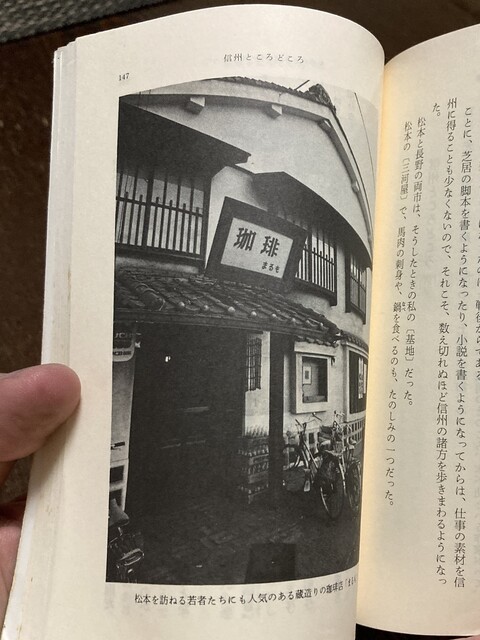 ことに、芝居の脚本を書くようになったり、小説を書くようになってからは、仕事の素材を信
州に得ることも少なくないので、それこそ、数え切れぬほど信州の諸方を歩きまわるようになっ
た。
松本と長野の両市は、そうしたときの私の〔基地〕だった。
松本の〔三河屋〕で、馬肉の刺身や、鍋を食べるのも、たのしみの一つだった。
信州ところどころ
147
珈琲
まるも
松本を訪ねる若者たちにも人気のある蔵造りの珈琲店「まるも